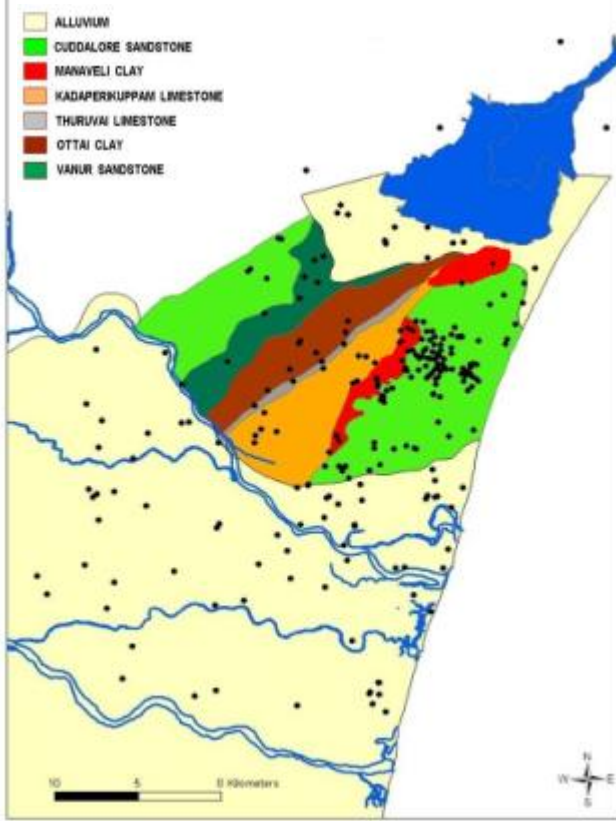 ALLUVIUM
CUDDALORE SANDSTONE
MANAVELI CLAY
KADAPERIKUPPAM LIMESTONE
THURUVAI LIMESTONE
OTTAI CLAY
VANUR SANDSTONE
N
W E
S
10 5 0 Kilometers